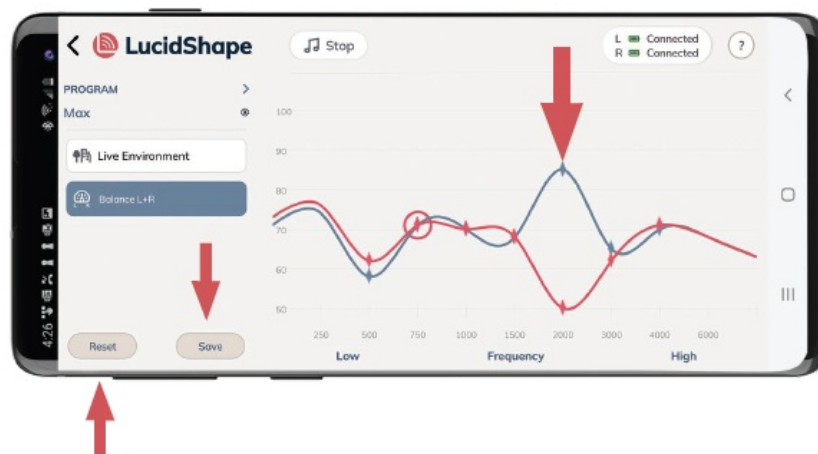 4:26
LucidShape
Stop
L Connected
R Connected
?
PROGRAM
Max
Live Environment
Balance L+R
Reset
Save
100
90
80
70
60
50
250 500 750 1000 1500 2000 3000 4000 6000
Low Frequency High